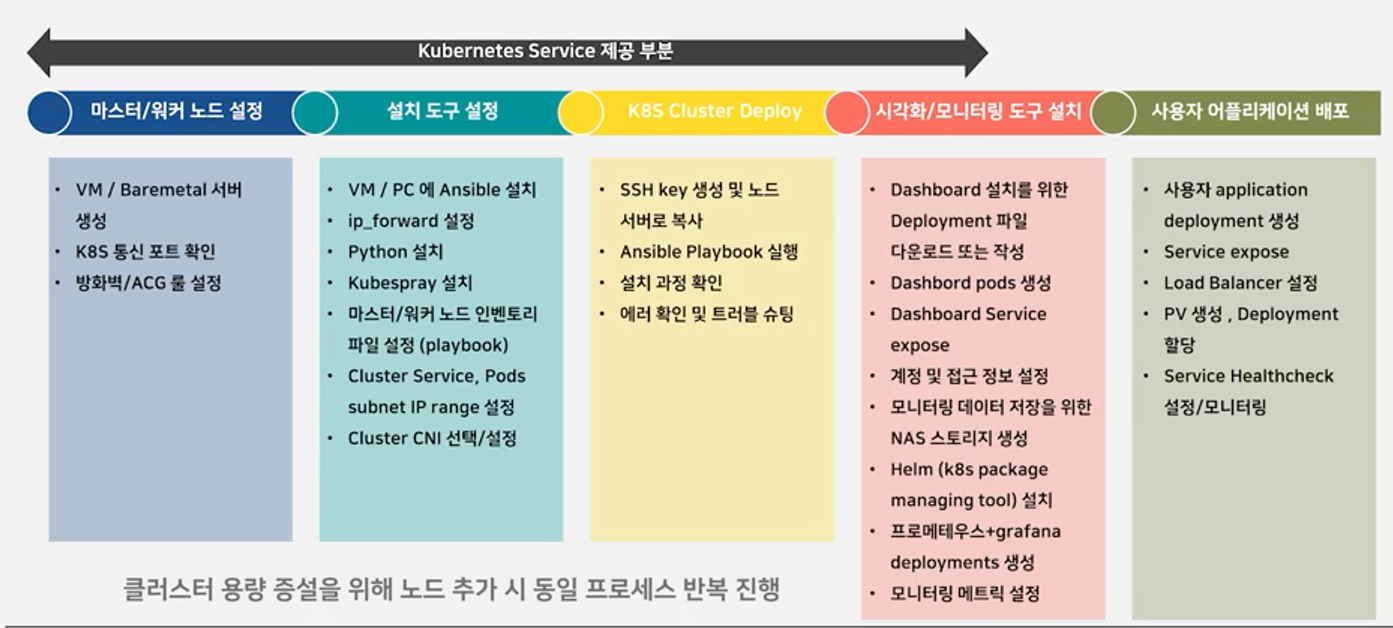 Kubernetes Service 제공 부분
마스터/워커 노드 설정
설치 도구 설정
K8S Cluster Deploy
시각화/모니터링 도구 설치
사용자 어플리케이션 배포
• VM / Baremetal 서버
생성
• K8S 통신 포트 확인
• 방화벽/ACG 룰 설정
• VM / PC 에 Ansible 설치
• ip_forward 설정
• Python 설치
• Kubespray 설치
• 마스터/워커 노드 인벤토리
파일 설정 (playbook)
• Cluster Service, Pods
subnet IP range 설정
• Cluster CNI 선택/설정
• SSH key 생성 및 노드
서버로 복사
• Ansible Playbook 실행
• 설치 과정 확인
• 에러 확인 및 트러블 슈팅
• Dashboard 설치를 위한
Deployment 파일
다운로드 또는 작성
• Dashbord pods 생성
• Dashboard Service
expose
• 계정 및 접근 정보 설정
• 모니터링 데이터 저장을 위한
NAS 스토리지 생성
• Helm (k8s package
managing tool) 설치
• 프로메테우스+grafana
deployments 생성
• 모니터링 메트릭 설정
• 사용자 application
deployment 생성
• Service expose
• Load Balancer 설정
• PV 생성 , Deployment
할당
• Service Healthcheck
설정/모니터링
클러스터 용량 증설을 위해 노드 추가 시 동일 프로세스 반복 진행